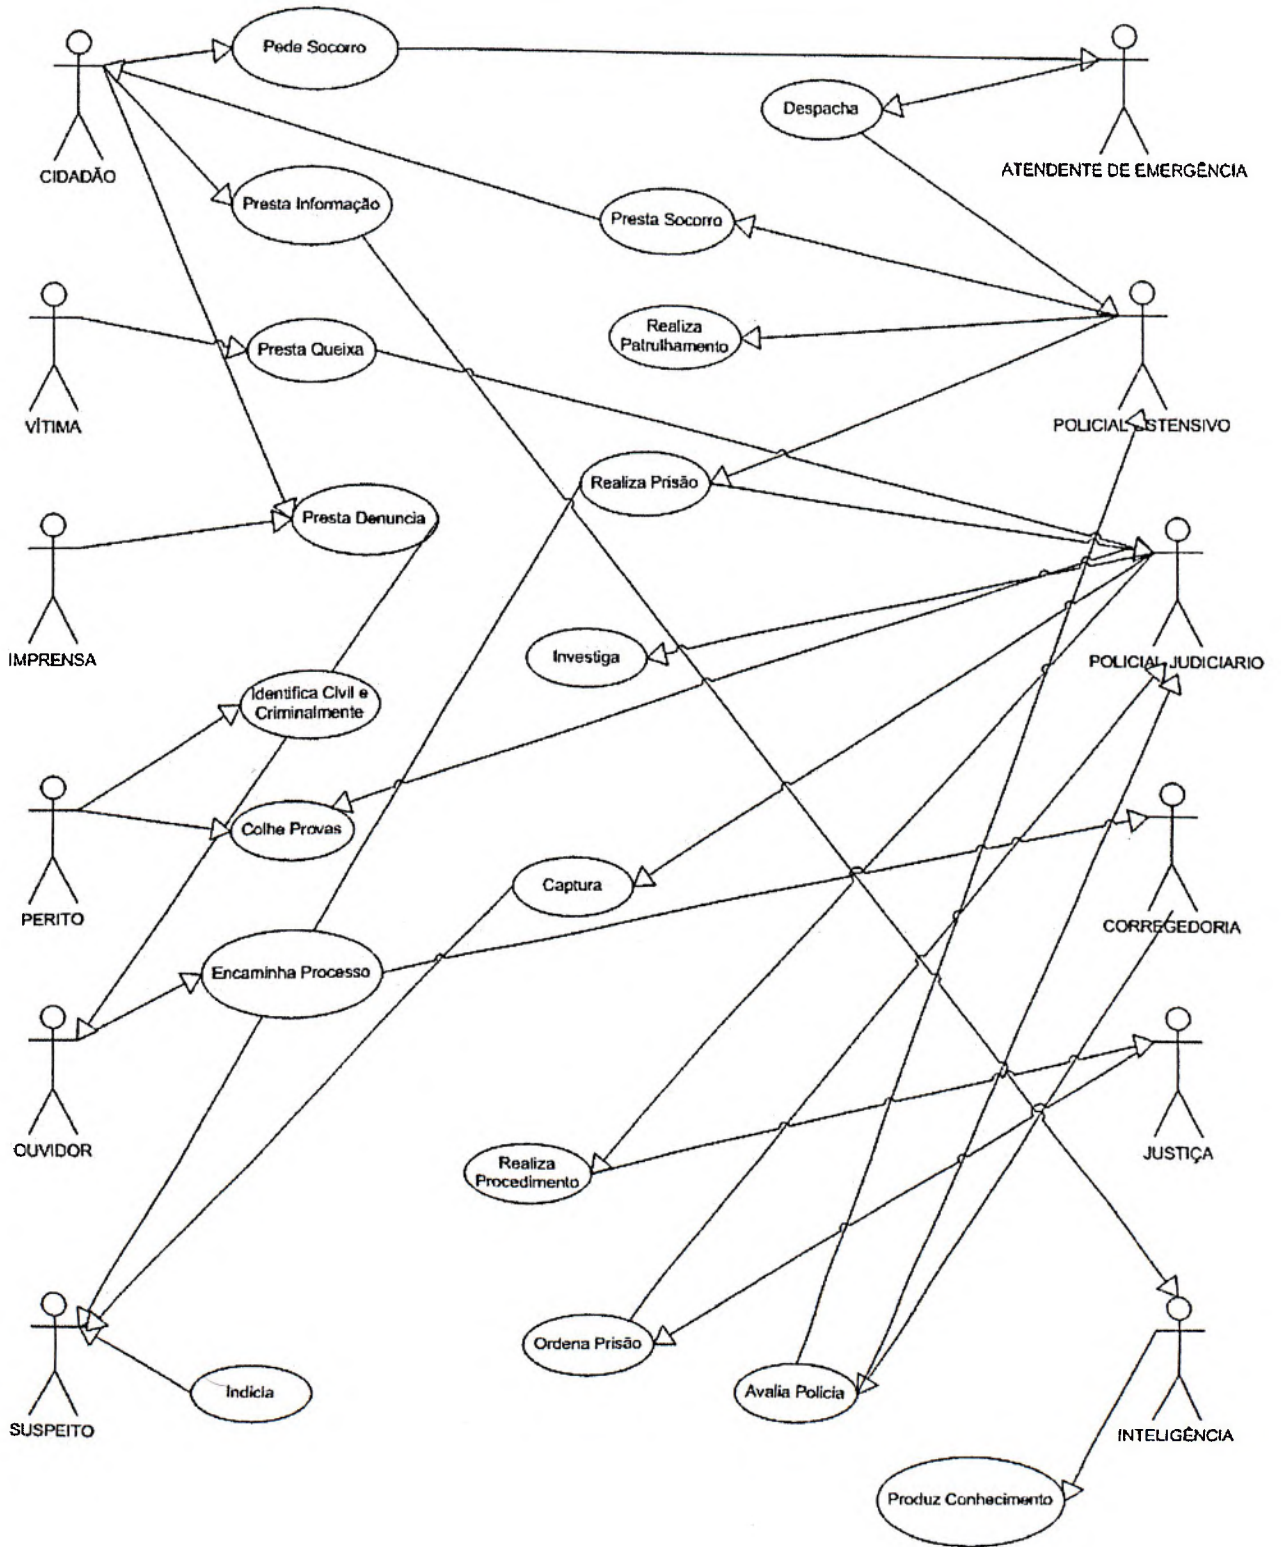 Pede Socorro
Despacha
CIDADÃO
ATENDENTE DE EMERGÊNCIA
Presta Informação
Presta Socorro
Realiza
Patrulhamento
Presta Queixa
VÍTIMA
POLICIAL OSTENSIVO
Realiza Prisão
Presta Denuncia
IMPRENSA
Investiga
POLICIAL JUDICIARIO
Identifica Civil e
Criminalmente
Colhe Provas
PERITO
Captura
CORREGEDORIA
Encaminha Processo
OUVIDOR
JUSTIÇA
Realiza
Procedimento
Ordena Prisão
Avalia Policia
Indicia
SUSPEITO
INTELIGÊNCIA
Produz Conhecimento